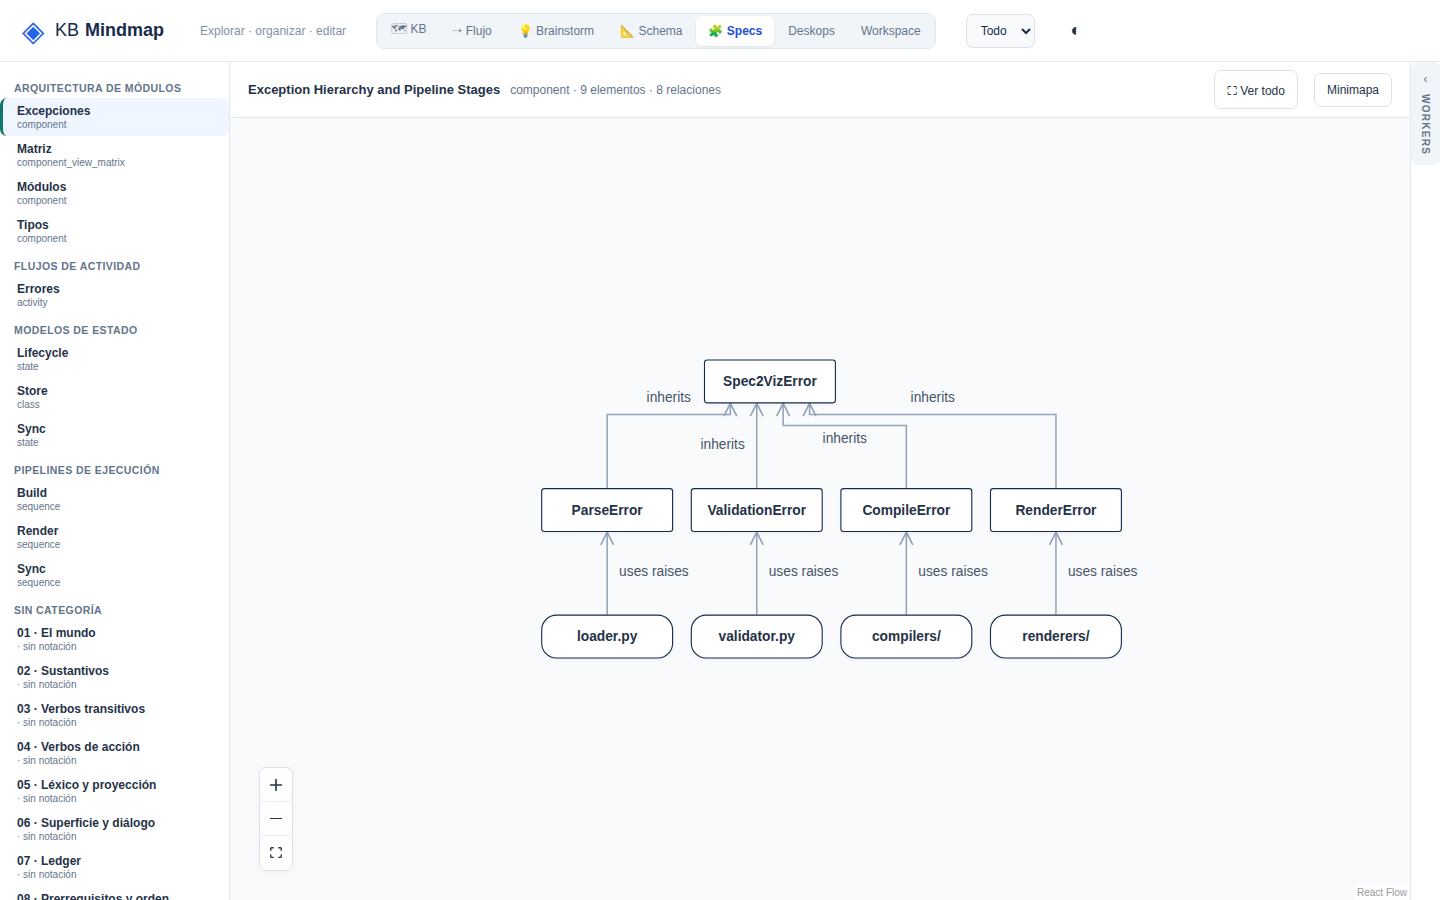 KB Mindmap
Explorar · organizar · editar
KB
Flujo
Brainstorm
Schema
Specs
Deskops
Workspace
Todo
ARQUITECTURA DE MÓDULOS
Excepciones
component
Matriz
component_view_matrix
Módulos
component
Tipos
component
FLUJOS DE ACTIVIDAD
Errores
activity
MODELOS DE ESTADO
Lifecycle
state
Store
class
Sync
state
PIPELINES DE EJECUCIÓN
Build
sequence
Render
sequence
Sync
sequence
SIN CATEGORÍA
01 · El mundo
· sin notación
02 · Sustantivos
· sin notación
03 · Verbos transitivos
· sin notación
04 · Verbos de acción
· sin notación
05 · Léxico y proyección
· sin notación
06 · Superficie y diálogo
· sin notación
07 · Ledger
· sin notación
08 · Prerrequisitos y orden
Exception Hierarchy and Pipeline Stages component · 9 elementos · 8 relaciones
Ver todo
Minimapa
WORKERS
Spec2VizError
inherits
inherits
inherits
inherits
ParseError
ValidationError
CompileError
RenderError
uses raises
uses raises
uses raises
uses raises
loader.py
validator.py
compilers/
renderers/
React Flow